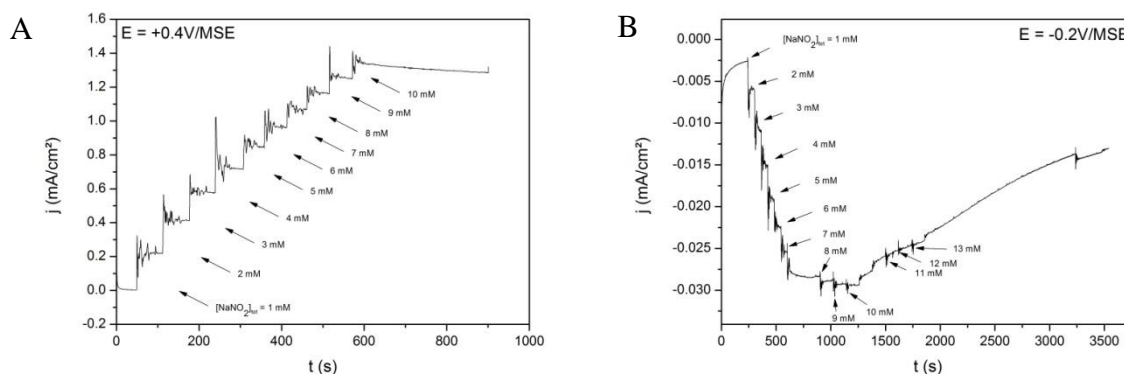 A
E = +0.4V/MSE
1.6
1.4
1.2
1.0
0.8
0.6
0.4
0.2
0.0
-0.2
j (mA/cm²)
10 mM
9 mM
8 mM
7 mM
6 mM
5 mM
4 mM
3 mM
2 mM
[NaNO₂]tot = 1 mM
0 200 400 600 800 1000
t (s)
B
E = -0.2V/MSE
0.000
-0.005
-0.010
-0.015
-0.020
-0.025
-0.030
j (mA/cm²)
[NaNO₂]tot = 1 mM
2 mM
3 mM
4 mM
5 mM
6 mM
7 mM
8 mM
9 mM
10 mM
11 mM
12 mM
13 mM
0 500 1000 1500 2000 2500 3000 3500
t (s)